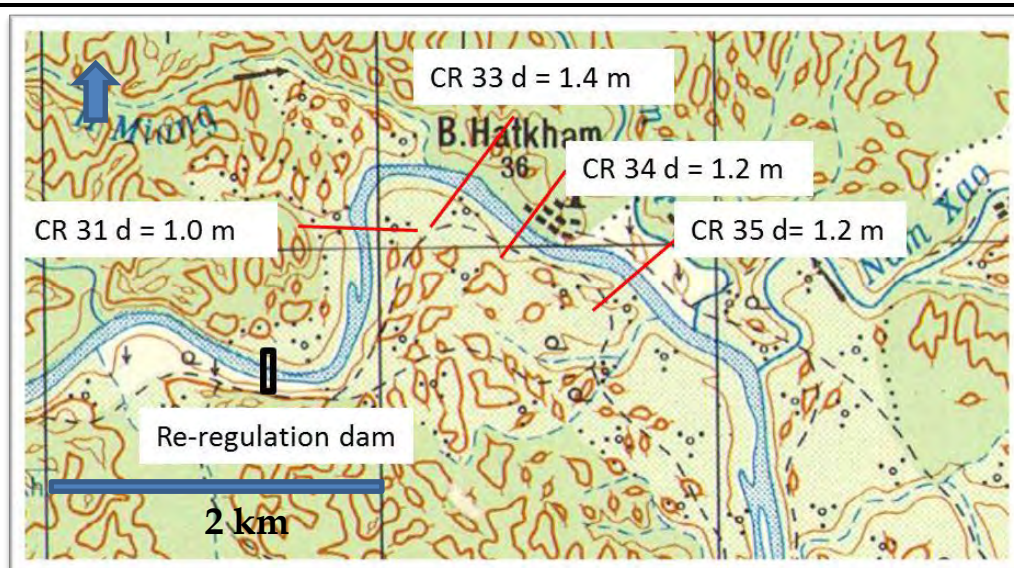 CR 33 d = 1.4 m
Miang
B. Hatkham
36
CR 34 d = 1.2 m
CR 31 d = 1.0 m
CR 35 d= 1.2 m
Nam Xao
Re-regulation dam
2 km